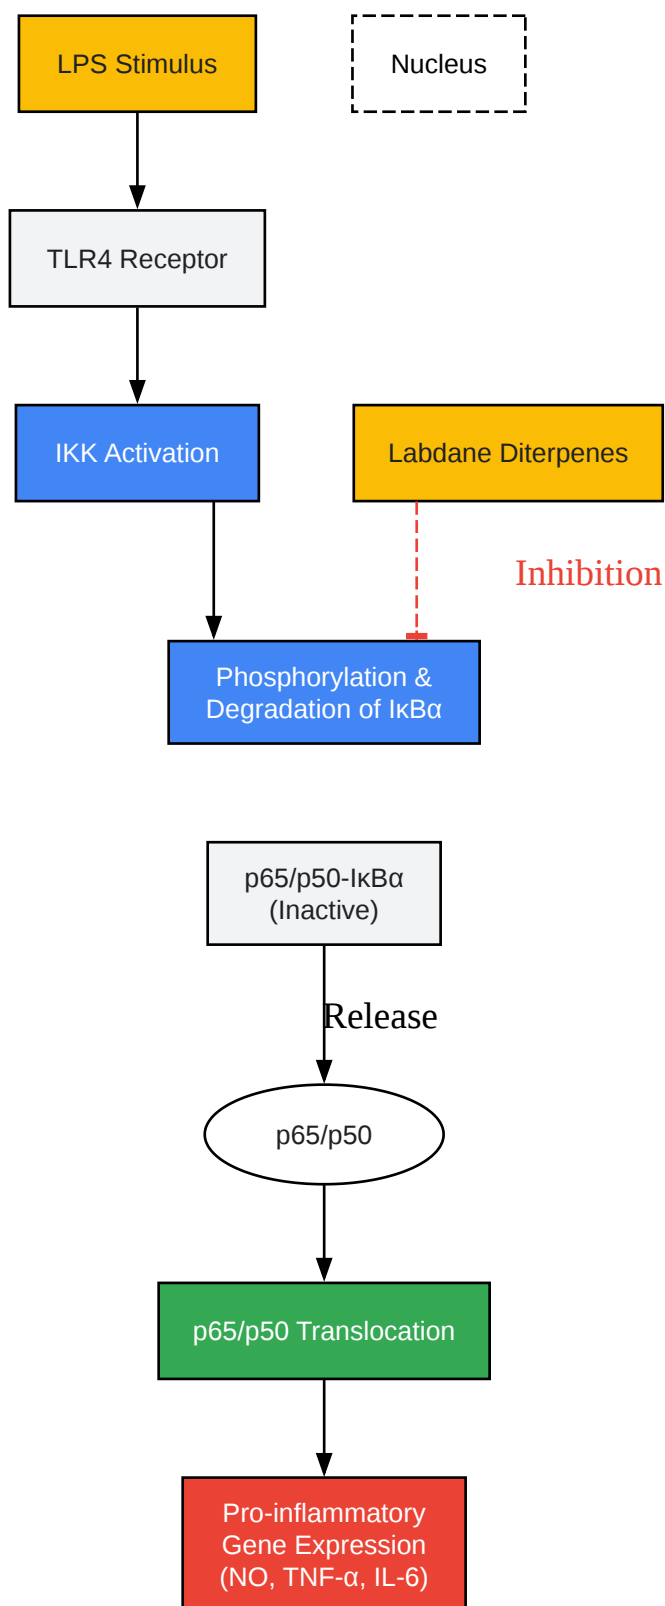 LPS Stimulus
Nucleus
TLR4 Receptor
IKK Activation
Labdane Diterpenes
Inhibition
Phosphorylation &
Degradation of IκBα
p65/p50-IκBα
(Inactive)
Release
p65/p50
p65/p50 Translocation
Pro-inflammatory
Gene Expression
(NO, TNF-α, IL-6)